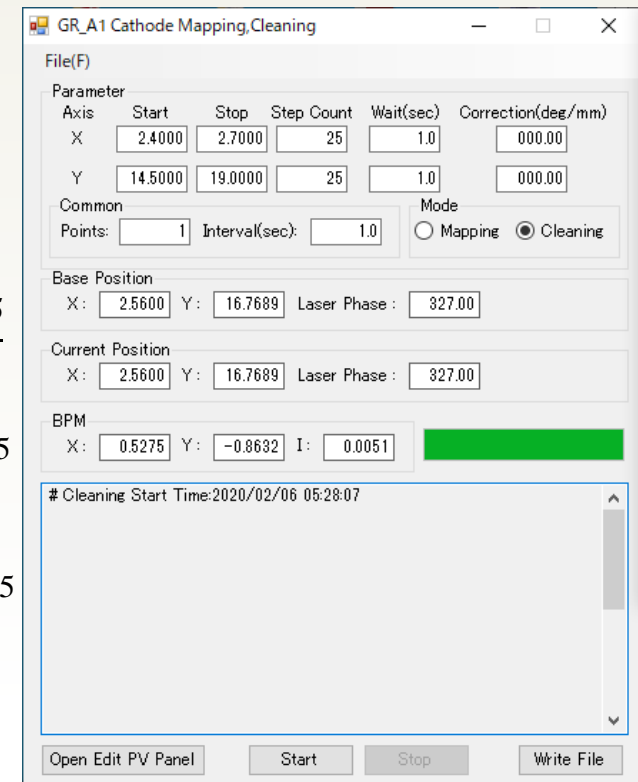 GR_A1 Cathode Mapping,Cleaning
File(F)
Parameter
Axis Start Stop Step Count Wait(sec) Correction(deg/mm)
X 2.4000 2.7000 25 1.0 000.00
Y 14.5000 19.0000 25 1.0 000.00
Common Mode
Points: 1 Interval(sec): 1.0 Mapping Cleaning
Base Position
X: 2.5600 Y: 16.7689 Laser Phase : 327.00
Current Position
X: 2.5600 Y: 16.7689 Laser Phase : 327.00
BPM
5
X: 0.5275 Y: -0.8632 I: 0.0051
# Cleaning Start Time:2020/02/06 05:28:07
5
Open Edit PV Panel Start Stop Write File